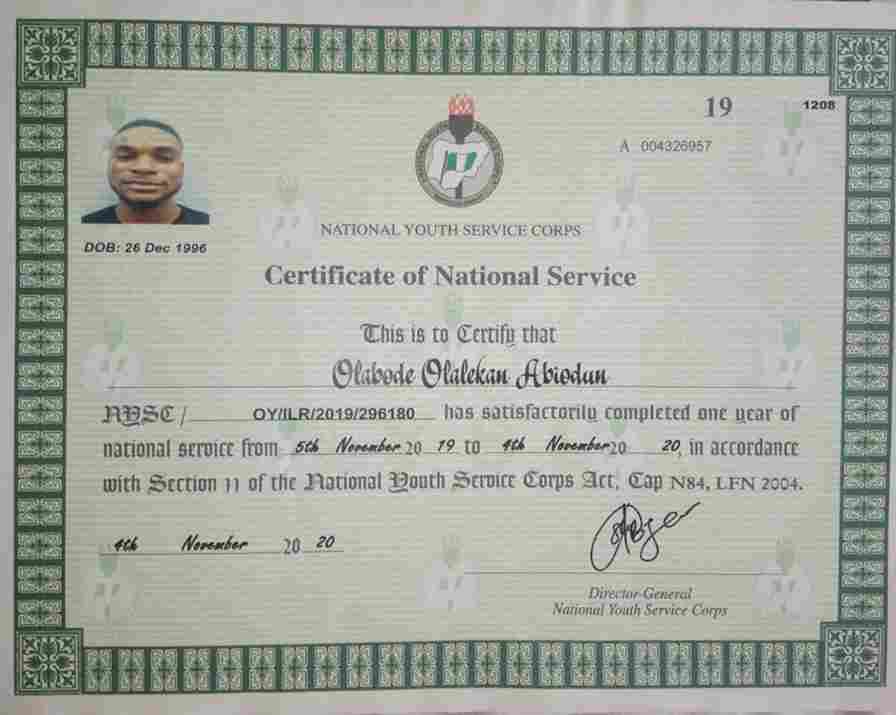 19
1208
A 004326957
DOB: 26 Dec 1996
NATIONAL YOUTH SERVICE CORPS
Certificate of National Service
This is to Certify that
Olabode Olalekan Abiodun
NYSC/ OY/ILR/2019/296180 has satisfactorily completed one year of
national service from 5th November 20 19 to 4th November 20 20, in accordance
with Section 11 of the National Youth Service Corps Act, Cap N84, LFN 2004.
4th November 20 20
Director-General
National Youth Service Corps